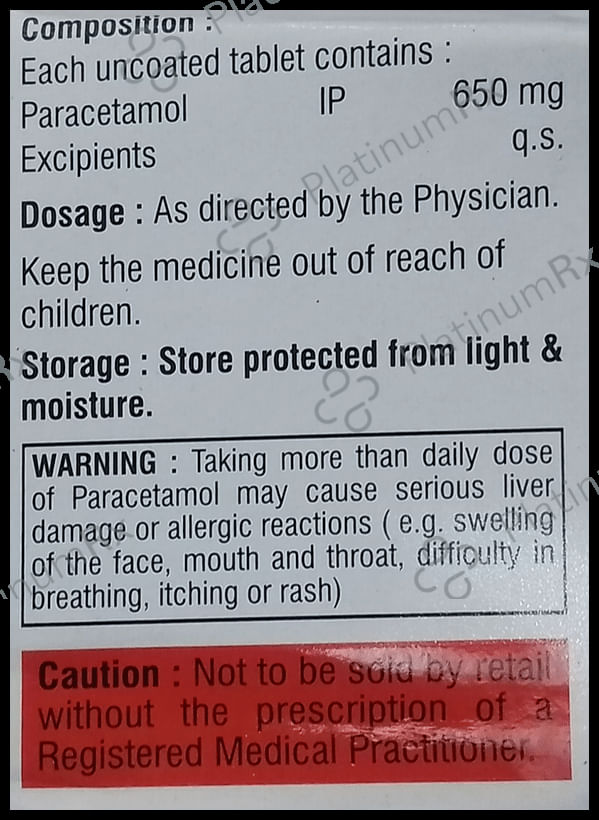 Composition :
Each uncoated tablet contains :
Paracetamol IP 650 mg
Excipients q.s.
Dosage : As directed by the Physician.
Keep the medicine out of reach of
children.
Storage : Store protected from light &
moisture.
WARNING : Taking more than daily dose
of Paracetamol may cause serious liver
damage or allergic reactions ( e.g. swelling
of the face, mouth and throat, difficulty in
breathing, itching or rash)
Caution : Not to be sold by retail
without the prescription of a
Registered Medical Practitioner.
PlatinumRx
PlatinumRx